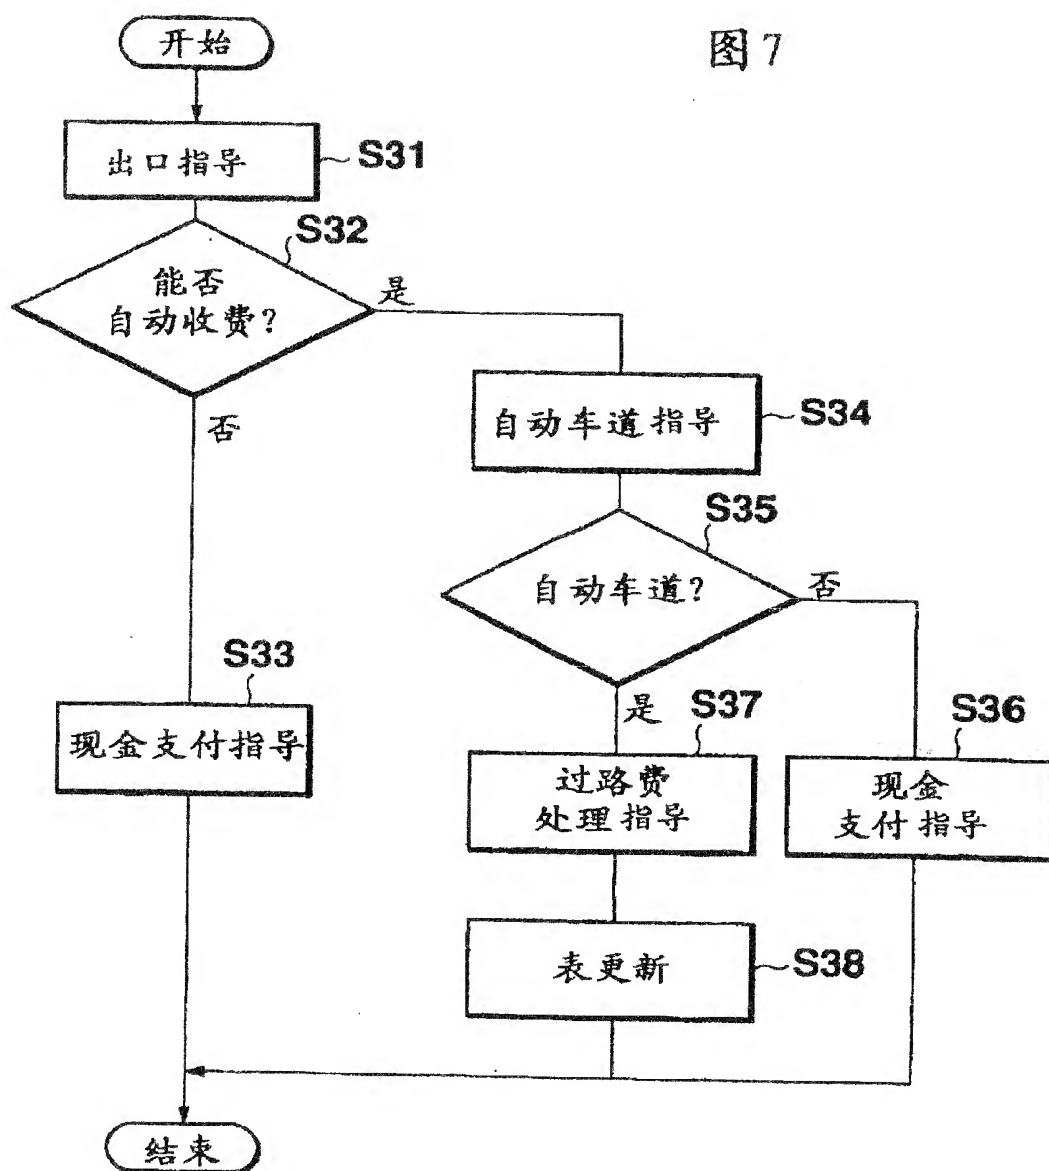 图7
开始
出口指导
S31
S32
能否
自动收费?
是
否
自动车道指导
S34
S35
自动车道?
否
是
S33
现金支付指导
S37
过路费
处理指导
S36
现金
支付指导
表更新
S38
结束